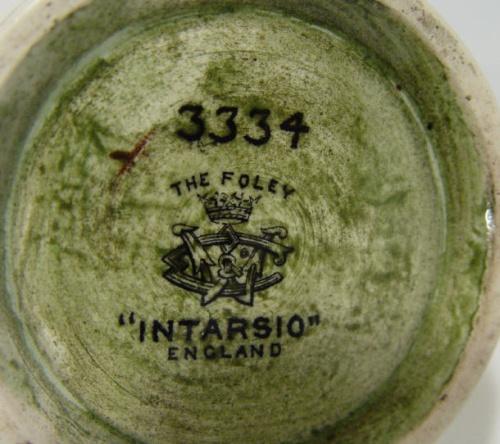 3334
THE FOLEY
"INTARSIO"
ENGLAND